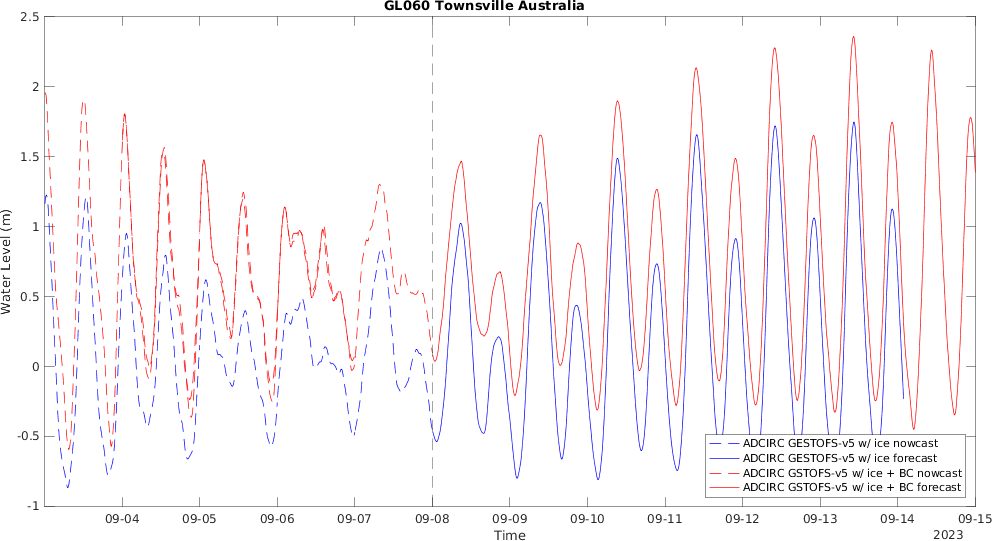 GL060 Townsville Australia
2.5
2
1.5
1
0.5
0
-0.5
-1
Water Level (m)
ADCIRC GESTOFS-v5 w/ ice nowcast
ADCIRC GESTOFS-v5 w/ ice forecast
ADCIRC GSTOFS-v5 w/ ice + BC nowcast
ADCIRC GSTOFS-v5 w/ ice + BC forecast
09-04 09-05 09-06 09-07 09-08 09-09 09-10 09-11 09-12 09-13 09-14 09-15
Time
2023